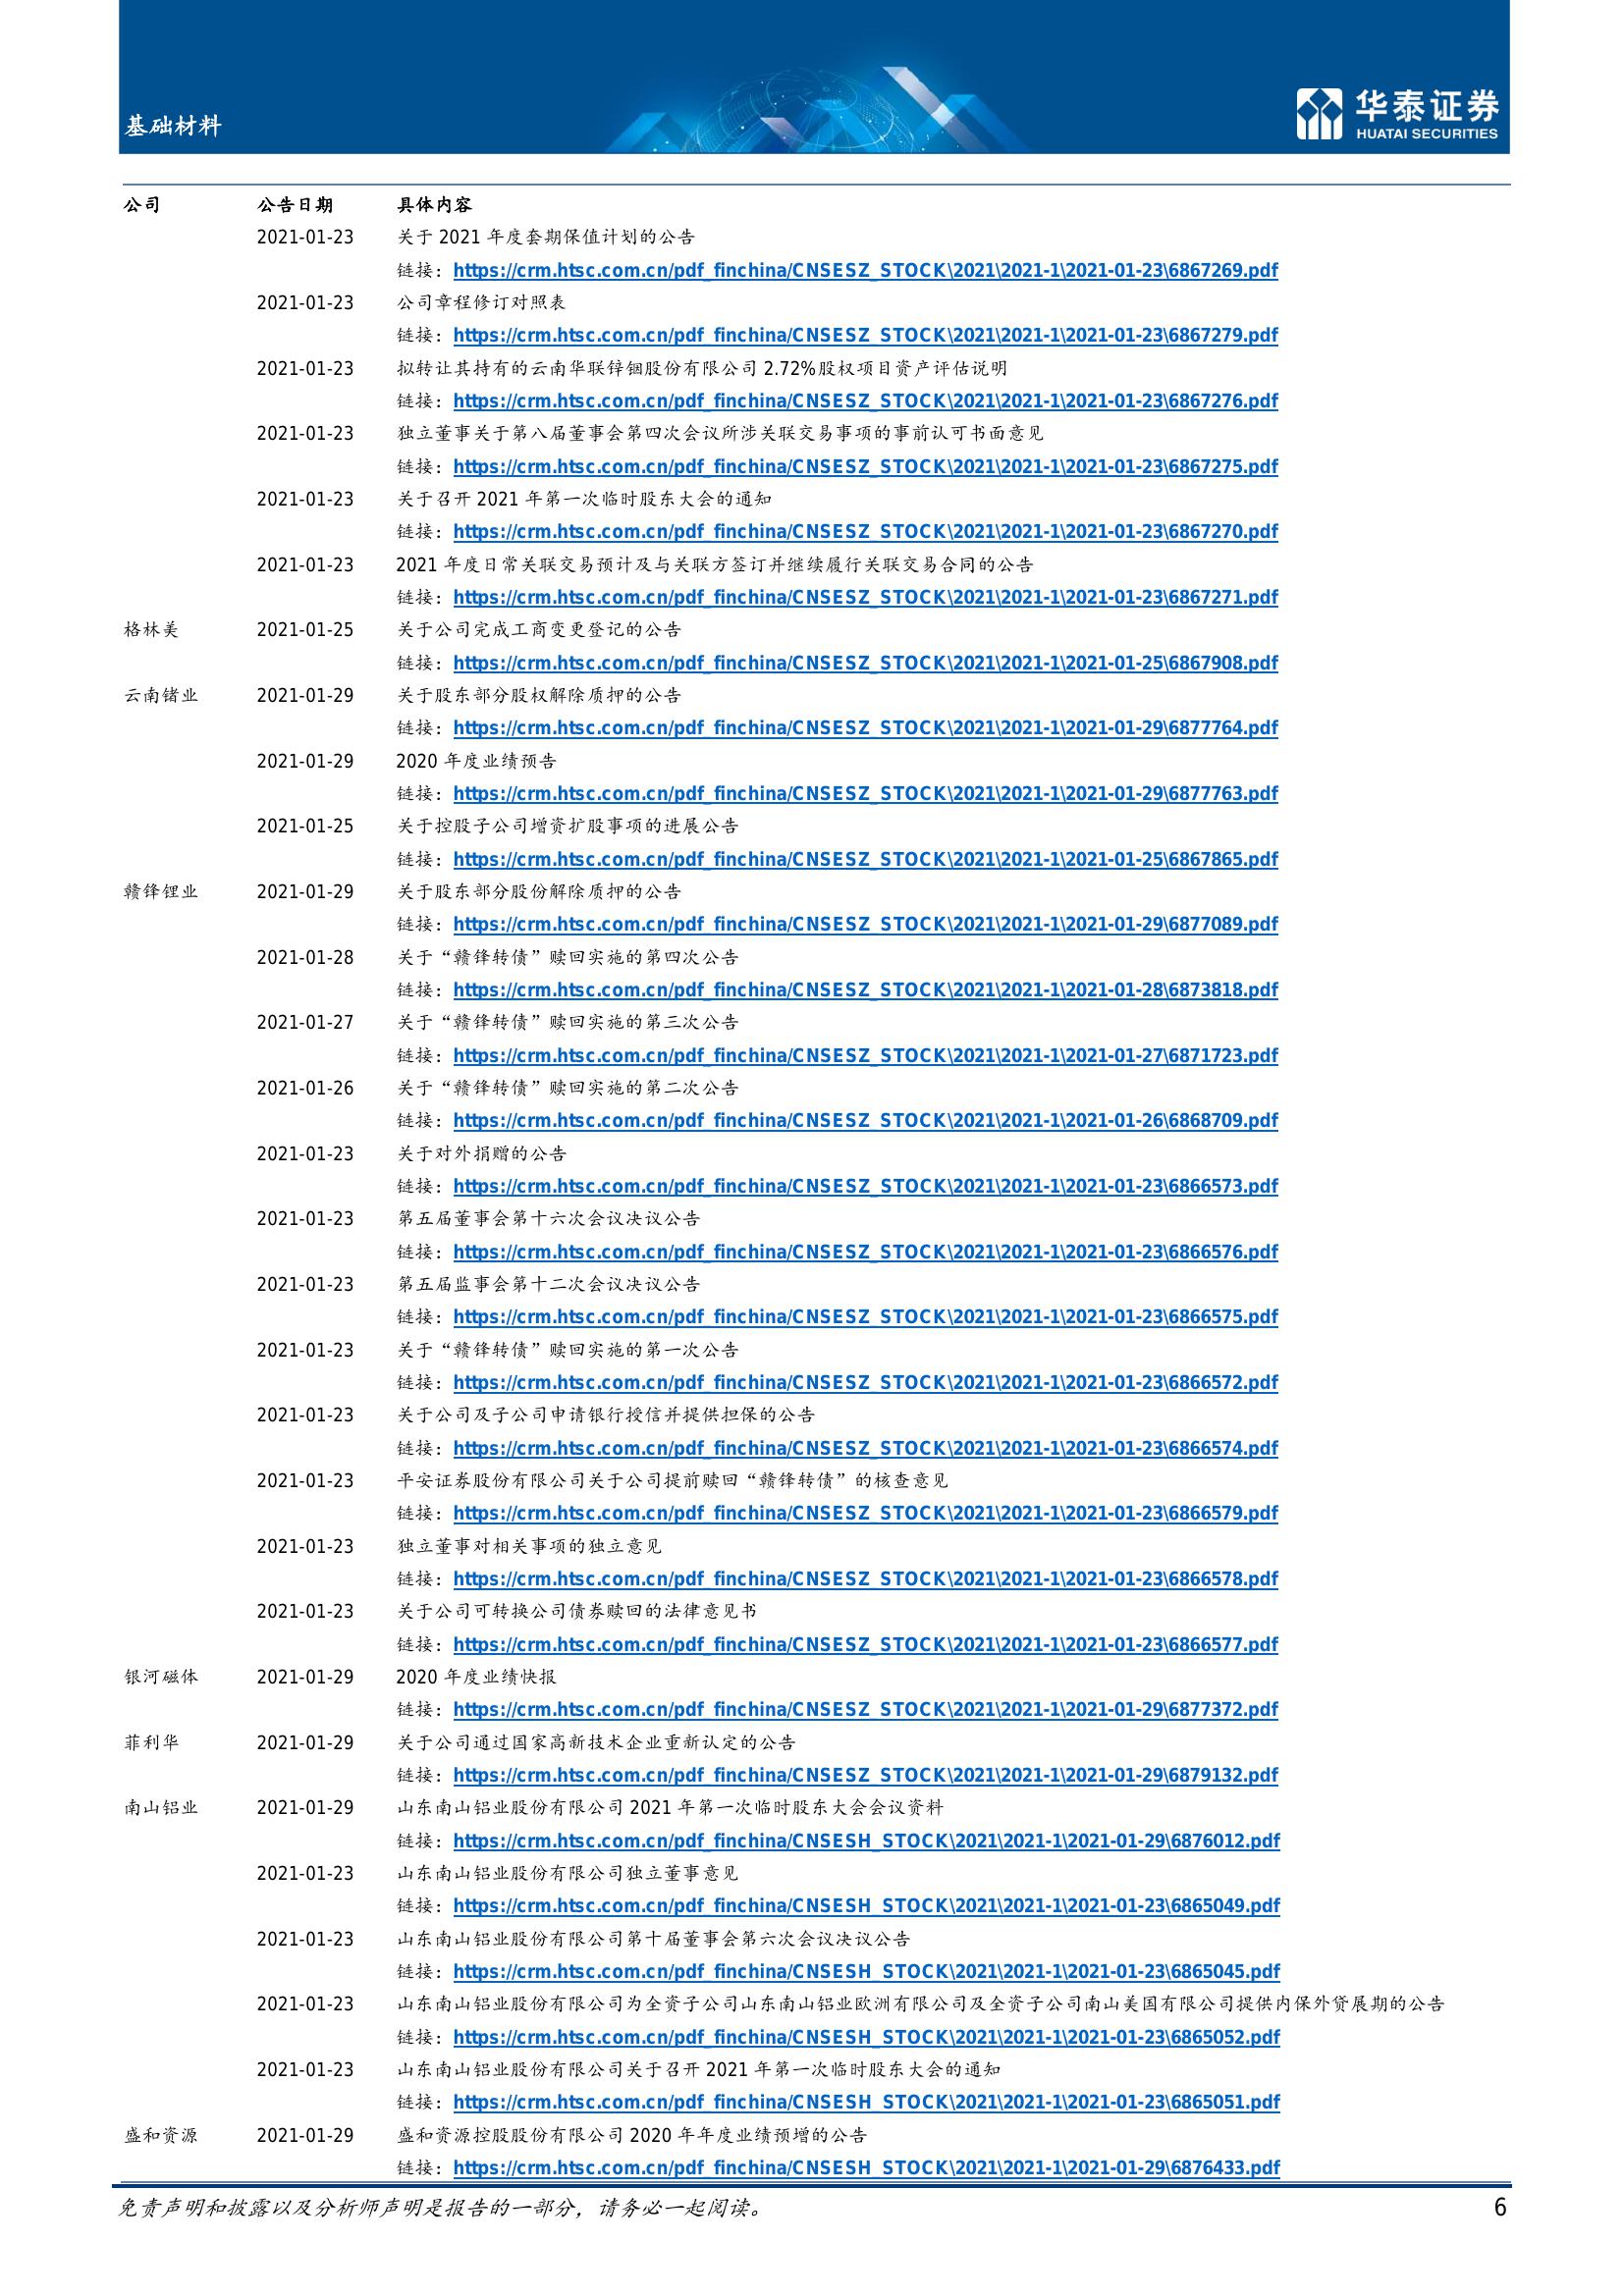 基础材料
华泰证券
HUATAI SECURITIES
公司 公告日期 具体内容
2021-01-23 关于 2021 年度套期保值计划的公告
链接：https://crm.htsc.com.cn/pdf_finchina/CNSESZ_STOCK\2021\2021-1\2021-01-23\6867269.pdf
2021-01-23 公司章程修订对照表
链接：https://crm.htsc.com.cn/pdf_finchina/CNSESZ_STOCK\2021\2021-1\2021-01-23\6867279.pdf
2021-01-23 拟转让其持有的云南华联锌铟股份有限公司 2.72%股权项目资产评估说明
链接：https://crm.htsc.com.cn/pdf_finchina/CNSESZ_STOCK\2021\2021-1\2021-01-23\6867276.pdf
2021-01-23 独立董事关于第八届董事会第四次会议所涉关联交易事项的事前认可书面意见
链接：https://crm.htsc.com.cn/pdf_finchina/CNSESZ_STOCK\2021\2021-1\2021-01-23\6867275.pdf
2021-01-23 关于召开 2021 年第一次临时股东大会的通知
链接：https://crm.htsc.com.cn/pdf_finchina/CNSESZ_STOCK\2021\2021-1\2021-01-23\6867270.pdf
2021-01-23 2021 年度日常关联交易预计及与关联方签订并继续履行关联交易合同的公告
链接：https://crm.htsc.com.cn/pdf_finchina/CNSESZ_STOCK\2021\2021-1\2021-01-23\6867271.pdf
格林美 2021-01-25 关于公司完成工商变更登记的公告
链接：https://crm.htsc.com.cn/pdf_finchina/CNSESZ_STOCK\2021\2021-1\2021-01-25\6867908.pdf
云南锗业 2021-01-29 关于股东部分股权解除质押的公告
链接：https://crm.htsc.com.cn/pdf_finchina/CNSESZ_STOCK\2021\2021-1\2021-01-29\6877764.pdf
2021-01-29 2020 年度业绩预告
链接：https://crm.htsc.com.cn/pdf_finchina/CNSESZ_STOCK\2021\2021-1\2021-01-29\6877763.pdf
2021-01-25 关于控股子公司增资扩股事项的进展公告
链接：https://crm.htsc.com.cn/pdf_finchina/CNSESZ_STOCK\2021\2021-1\2021-01-25\6867865.pdf
赣锋锂业 2021-01-29 关于股东部分股份解除质押的公告
链接：https://crm.htsc.com.cn/pdf_finchina/CNSESZ_STOCK\2021\2021-1\2021-01-29\6877089.pdf
2021-01-28 关于“赣锋转债”赎回实施的第四次公告
链接：https://crm.htsc.com.cn/pdf_finchina/CNSESZ_STOCK\2021\2021-1\2021-01-28\6873818.pdf
2021-01-27 关于“赣锋转债”赎回实施的第三次公告
链接：https://crm.htsc.com.cn/pdf_finchina/CNSESZ_STOCK\2021\2021-1\2021-01-27\6871723.pdf
2021-01-26 关于“赣锋转债”赎回实施的第二次公告
链接：https://crm.htsc.com.cn/pdf_finchina/CNSESZ_STOCK\2021\2021-1\2021-01-26\6868709.pdf
2021-01-23 关于对外捐赠的公告
链接：https://crm.htsc.com.cn/pdf_finchina/CNSESZ_STOCK\2021\2021-1\2021-01-23\6866573.pdf
2021-01-23 第五届董事会第十六次会议决议公告
链接：https://crm.htsc.com.cn/pdf_finchina/CNSESZ_STOCK\2021\2021-1\2021-01-23\6866576.pdf
2021-01-23 第五届监事会第十二次会议决议公告
链接：https://crm.htsc.com.cn/pdf_finchina/CNSESZ_STOCK\2021\2021-1\2021-01-23\6866575.pdf
2021-01-23 关于“赣锋转债”赎回实施的第一次公告
链接：https://crm.htsc.com.cn/pdf_finchina/CNSESZ_STOCK\2021\2021-1\2021-01-23\6866572.pdf
2021-01-23 关于公司及子公司申请银行授信并提供担保的公告
链接：https://crm.htsc.com.cn/pdf_finchina/CNSESZ_STOCK\2021\2021-1\2021-01-23\6866574.pdf
2021-01-23 平安证券股份有限公司关于公司提前赎回“赣锋转债”的核查意见
链接：https://crm.htsc.com.cn/pdf_finchina/CNSESZ_STOCK\2021\2021-1\2021-01-23\6866579.pdf
2021-01-23 独立董事对相关事项的独立意见
链接：https://crm.htsc.com.cn/pdf_finchina/CNSESZ_STOCK\2021\2021-1\2021-01-23\6866578.pdf
2021-01-23 关于公司可转换公司债券赎回的法律意见书
链接：https://crm.htsc.com.cn/pdf_finchina/CNSESZ_STOCK\2021\2021-1\2021-01-23\6866577.pdf
银河磁体 2021-01-29 2020 年度业绩快报
链接：https://crm.htsc.com.cn/pdf_finchina/CNSESZ_STOCK\2021\2021-1\2021-01-29\6877372.pdf
菲利华 2021-01-29 关于公司通过国家高新技术企业重新认定的公告
链接：https://crm.htsc.com.cn/pdf_finchina/CNSESZ_STOCK\2021\2021-1\2021-01-29\6879132.pdf
南山铝业 2021-01-29 山东南山铝业股份有限公司 2021 年第一次临时股东大会会议资料
链接：https://crm.htsc.com.cn/pdf_finchina/CNSESH_STOCK\2021\2021-1\2021-01-29\6876012.pdf
2021-01-23 山东南山铝业股份有限公司独立董事意见
链接：https://crm.htsc.com.cn/pdf_finchina/CNSESH_STOCK\2021\2021-1\2021-01-23\6865049.pdf
2021-01-23 山东南山铝业股份有限公司第十届董事会第六次会议决议公告
链接：https://crm.htsc.com.cn/pdf_finchina/CNSESH_STOCK\2021\2021-1\2021-01-23\6865045.pdf
2021-01-23 山东南山铝业股份有限公司为全资子公司山东南山铝业欧洲有限公司及全资子公司南山美国有限公司提供内保外贷展期的公告
链接：https://crm.htsc.com.cn/pdf_finchina/CNSESH_STOCK\2021\2021-1\2021-01-23\6865052.pdf
2021-01-23 山东南山铝业股份有限公司关于召开 2021 年第一次临时股东大会的通知
链接：https://crm.htsc.com.cn/pdf_finchina/CNSESH_STOCK\2021\2021-1\2021-01-23\6865051.pdf
盛和资源 2021-01-29 盛和资源控股股份有限公司 2020 年年度业绩预增的公告
链接：https://crm.htsc.com.cn/pdf_finchina/CNSESH_STOCK\2021\2021-1\2021-01-29\6876433.pdf
免责声明和披露以及分析师声明是报告的一部分，请务必一起阅读。 6